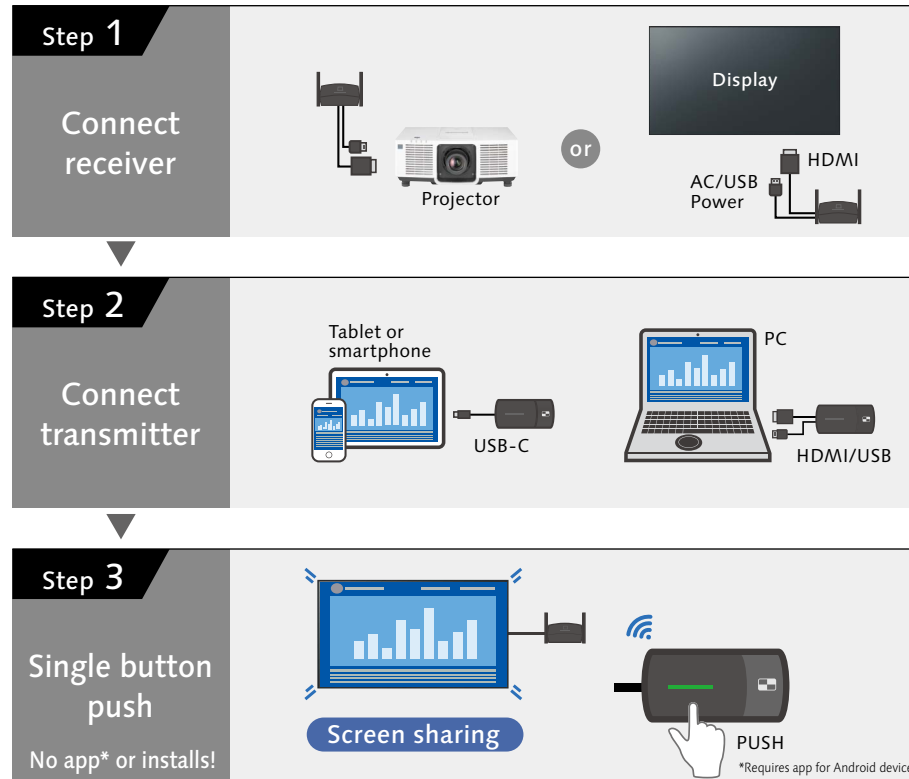 Step 1
Connect
receiver
Projector
or
Display
HDMI
AC/USB
Power
Step 2
Connect
transmitter
Tablet or
smartphone
USB-C
PC
HDMI/USB
Step 3
Single button
push
No app* or installs!
Screen sharing
PUSH
*Requires app for Android device